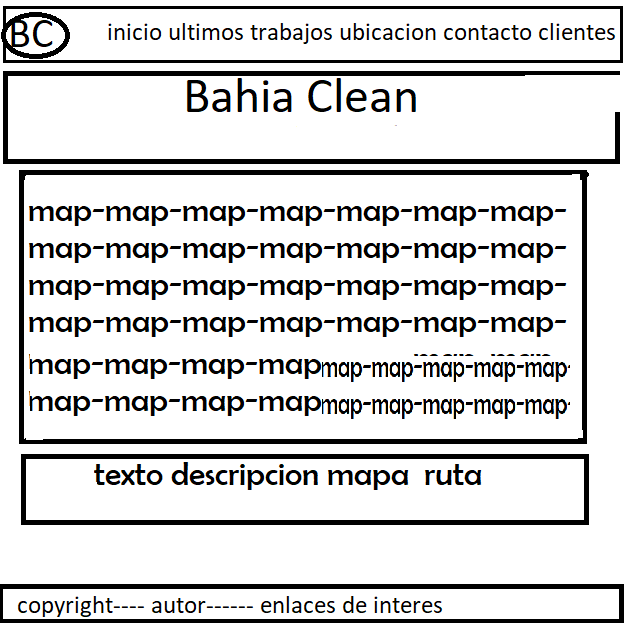 BC
inicio ultimos trabajos ubicacion contacto clientes
Bahia Clean
map-map-map-map-map-map-map-
map-map-map-map-map-map-map-
map-map-map-map-map-map-map-
map-map-map-map-map-map-map-
map-map-map-mapmap-map-map-map-map-
map-map-map-mapmap-map-map-map-map-
texto descripcion mapa ruta
copyright---- autor------ enlaces de interes